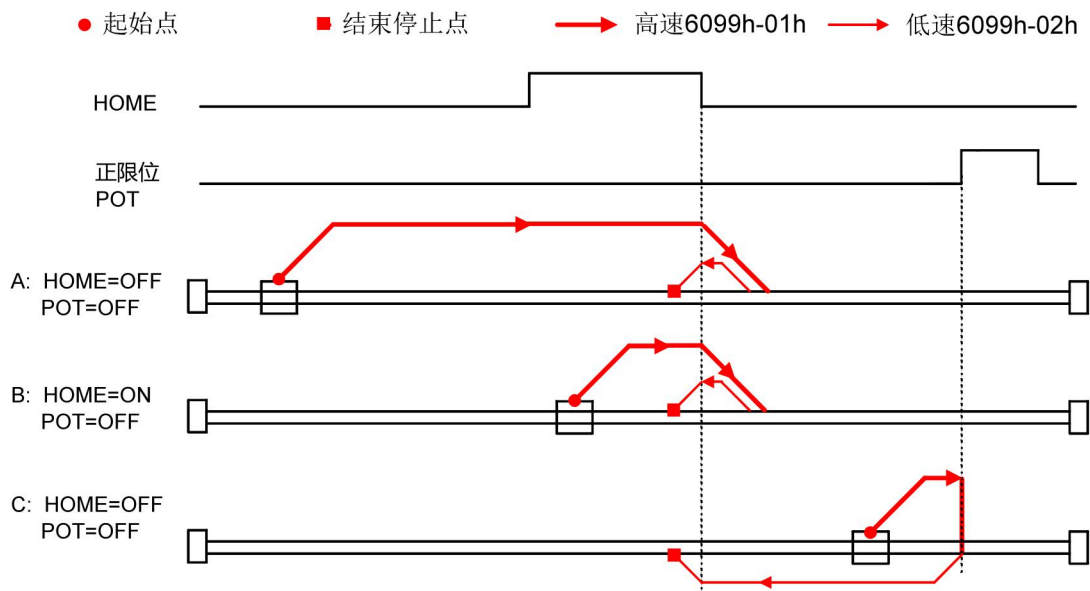 起始点
结束停止点
高速6099h-01h
低速6099h-02h
HOME
正限位
POT
A: HOME=OFF
POT=OFF
B: HOME=ON
POT=OFF
C: HOME=OFF
POT=OFF